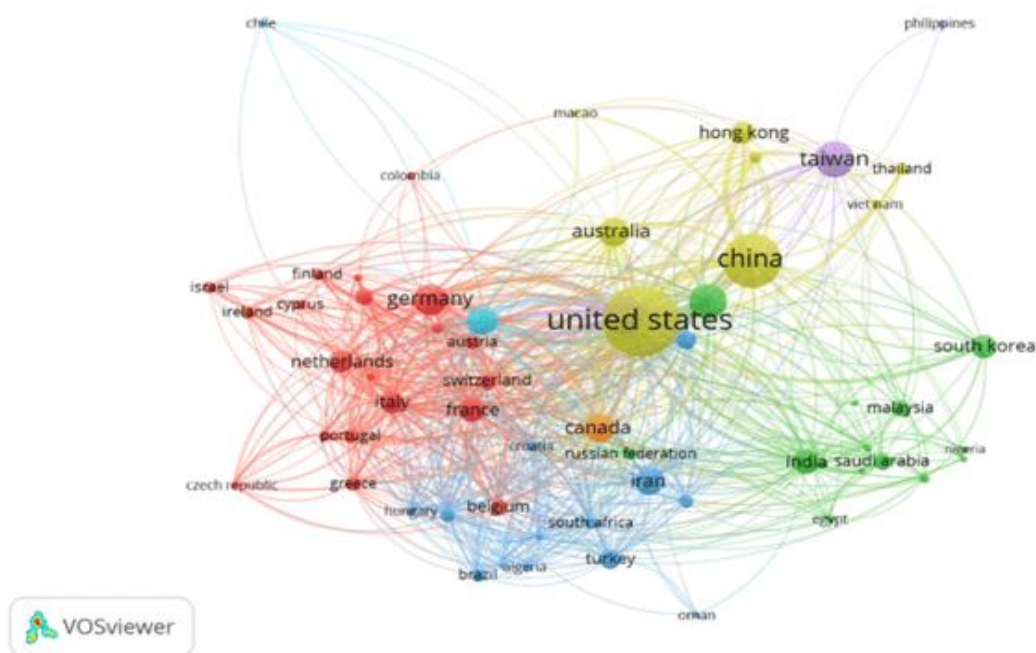 chile
philippines
macao
hong kong
taiwan
thailand
colombia
viet nam
australia
china
finland
israel
germany
ireland
cyprus
united states
austria
south korea
netherlands
switzerland
italy
france
malaysia
canada
portugal
croatia
russian federation
india
saudi arabia
nigeria
iran
czech republic
greece
belgium
hungary
south africa
egypt
turkey
algeria
brazil
oman
VOSviewer